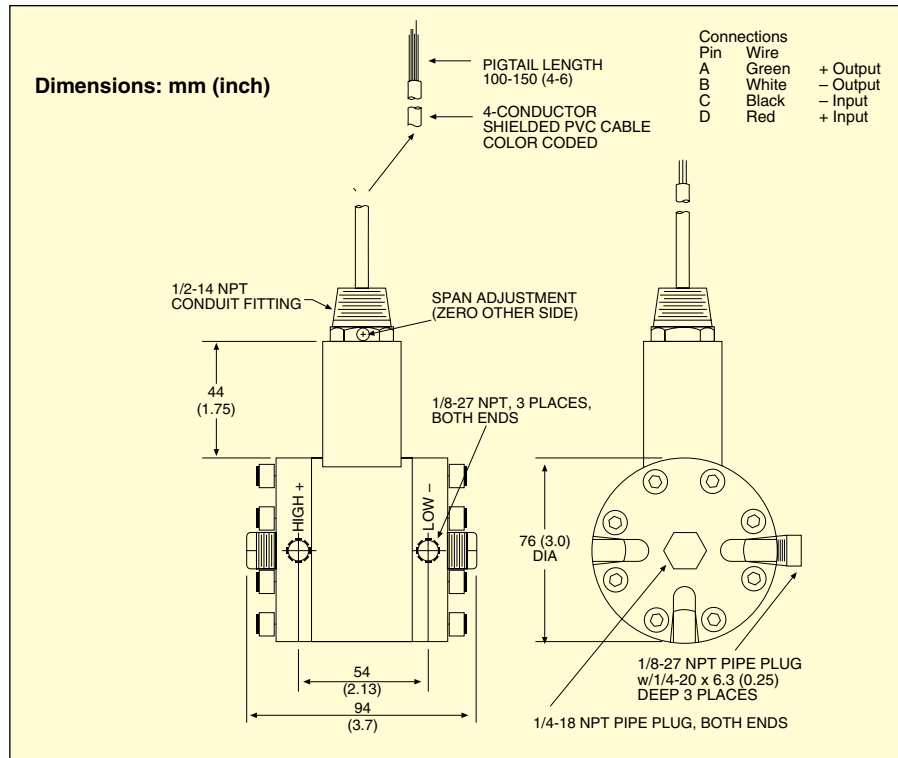 Dimensions: mm (inch)
PIGTAIL LENGTH
100-150 (4-6)
4-CONDUCTOR
SHIELDED PVC CABLE
COLOR CODED
Connections
Pin Wire
A Green + Output
B White – Output
C Black – Input
D Red + Input
1/2-14 NPT
CONDUIT FITTING
SPAN ADJUSTMENT
(ZERO OTHER SIDE)
44
(1.75)
1/8-27 NPT, 3 PLACES,
BOTH ENDS
HIGH +
LOW –
76 (3.0)
DIA
54
(2.13)
94
(3.7)
1/8-27 NPT PIPE PLUG
w/1/4-20 x 6.3 (0.25)
DEEP 3 PLACES
1/4-18 NPT PIPE PLUG, BOTH ENDS